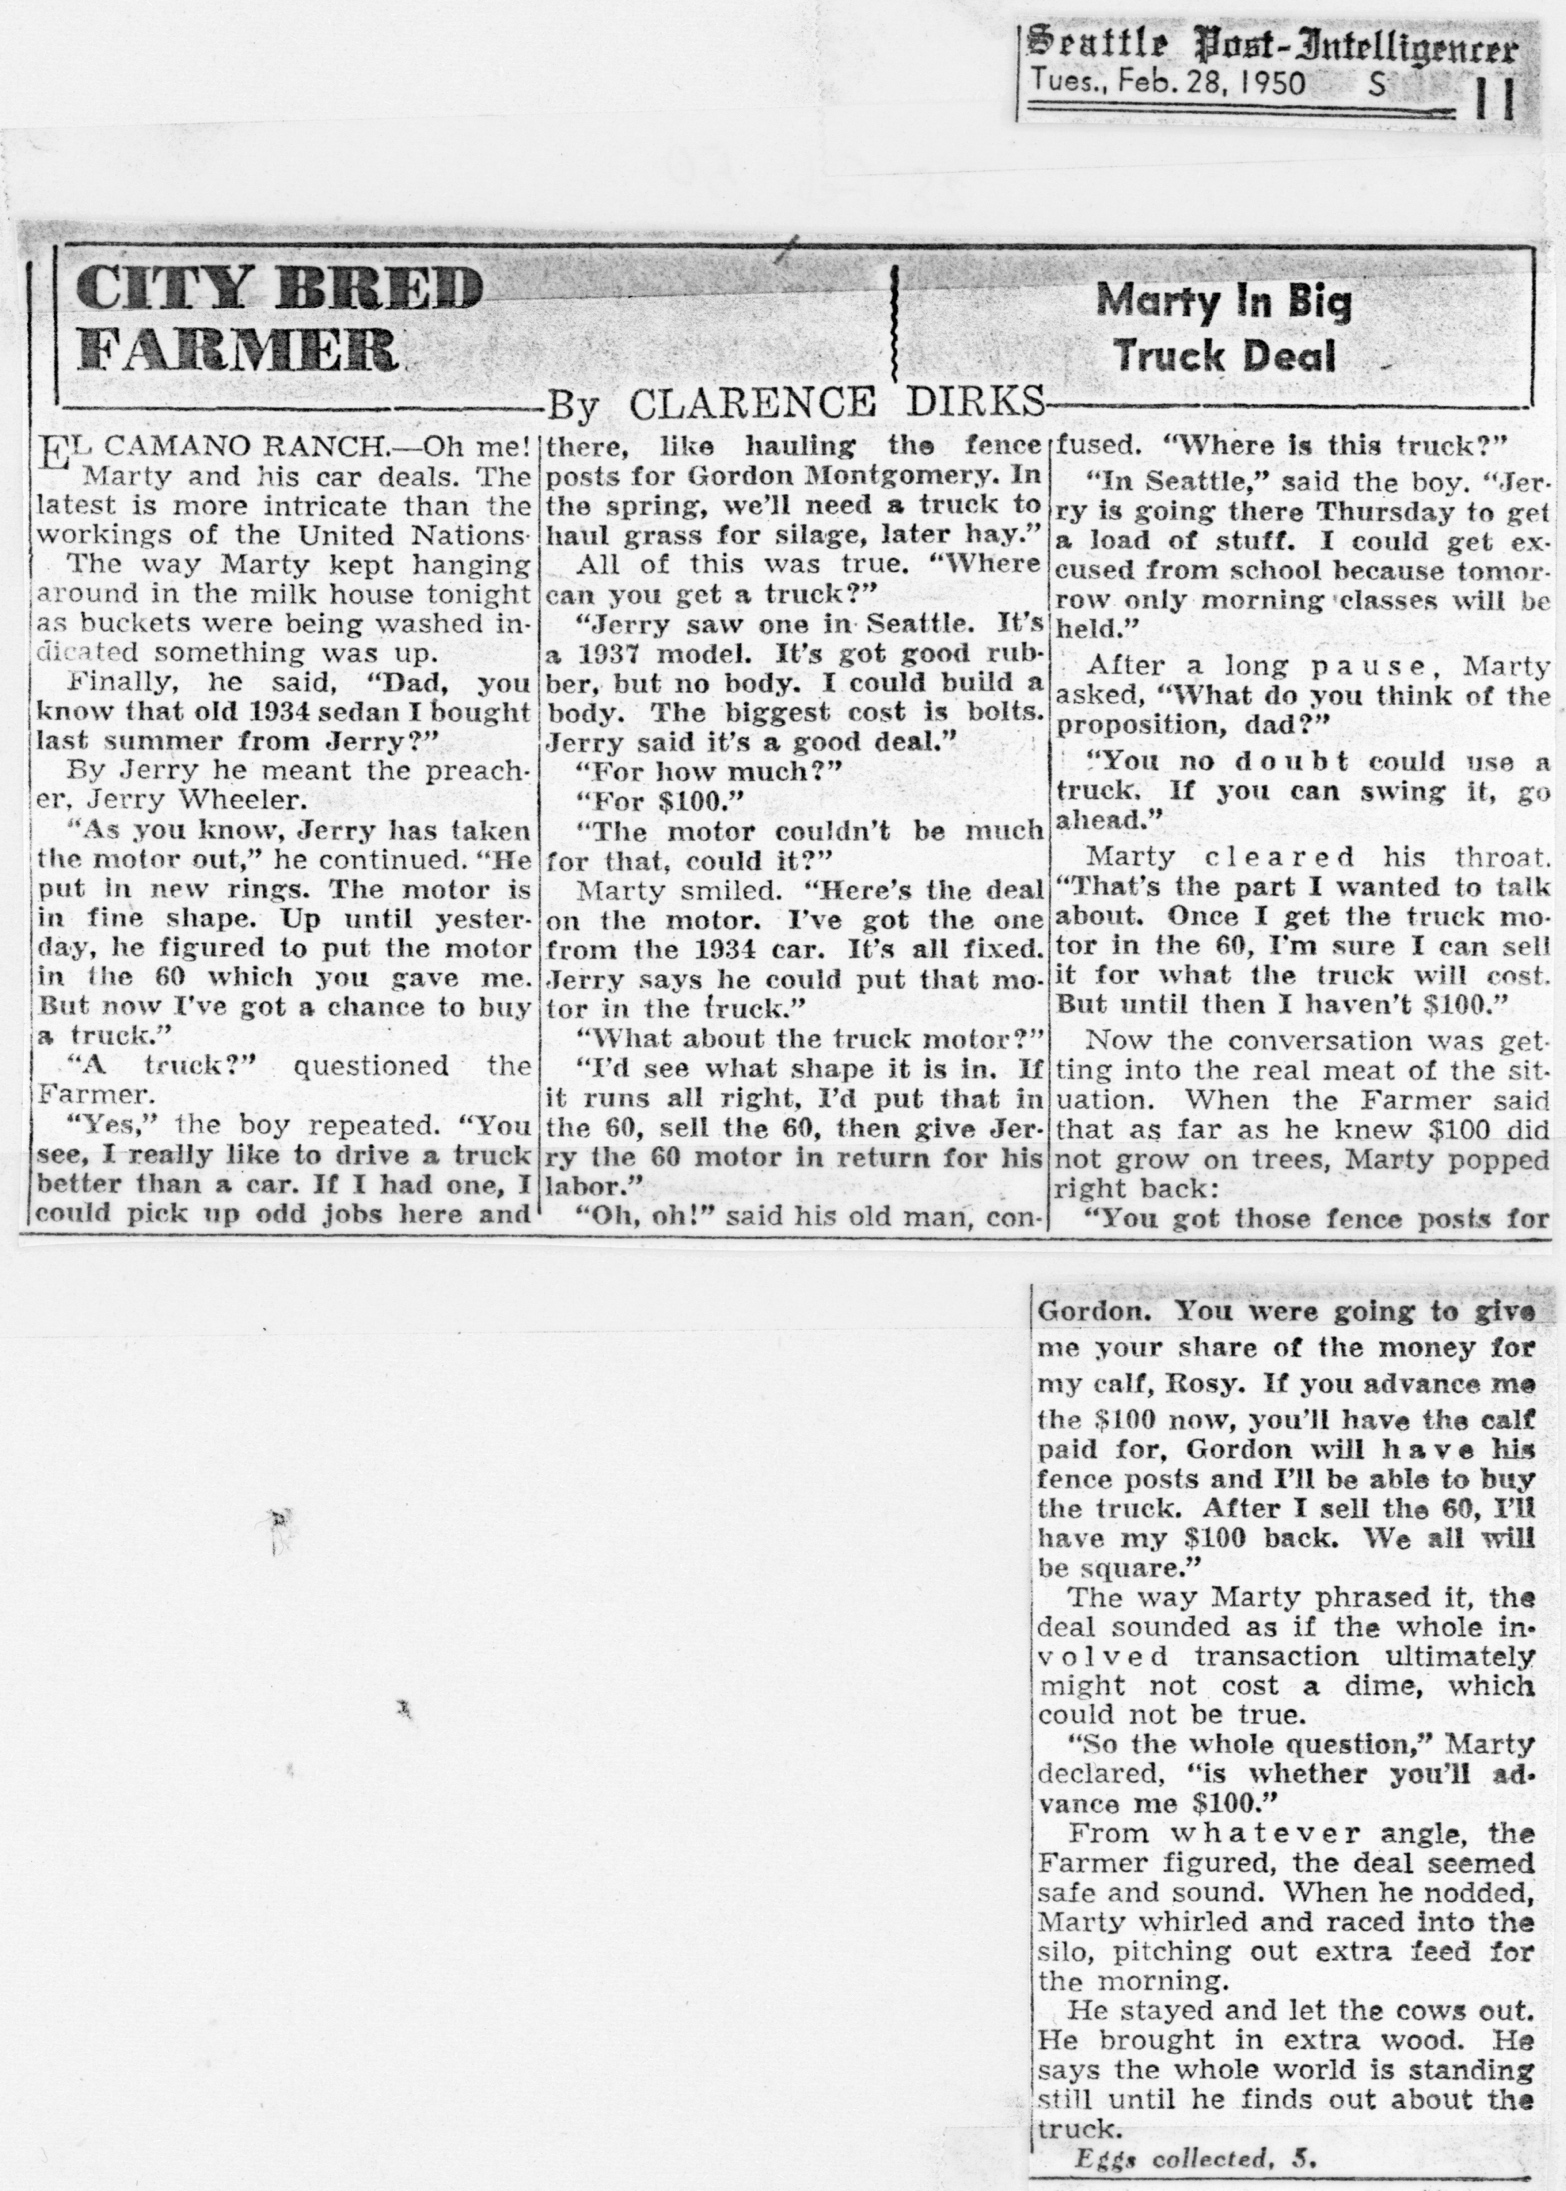 Seattle Post-Intelligencer
Tues., Feb. 28, 1950 S 11
CITY BRED
FARMER
Marty In Big
Truck Deal
By CLARENCE DIRKS
EL CAMANO RANCH.—Oh me!
Marty and his car deals. The
latest is more intricate than the
workings of the United Nations.
The way Marty kept hanging
around in the milk house tonight
as buckets were being washed in-
dicated something was up.
Finally, he said, “Dad, you
know that old 1934 sedan I bought
last summer from Jerry?”
By Jerry he meant the preach-
er, Jerry Wheeler.
“As you know, Jerry has taken
the motor out,” he continued. “He
put in new rings. The motor is
in fine shape. Up until yester-
day, he figured to put the motor
in the 60 which you gave me.
But now I've got a chance to buy
a truck.”
“A truck?” questioned the
Farmer.
“Yes,” the boy repeated. “You
see, I really like to drive a truck
better than a car. If I had one, I
could pick up odd jobs here and
there, like hauling the fence
posts for Gordon Montgomery. In
the spring, we'll need a truck to
haul grass for silage, later hay.”
All of this was true. “Where
can you get a truck?”
“Jerry saw one in Seattle. It's
a 1937 model. It's got good rub-
ber, but no body. I could build a
body. The biggest cost is bolts.
Jerry said it's a good deal.”
“For how much?”
“For $100.”
“The motor couldn't be much
for that, could it?”
Marty smiled. “Here's the deal
on the motor. I've got the one
from the 1934 car. It's all fixed.
Jerry says he could put that mo-
tor in the truck.”
“What about the truck motor?”
“I'd see what shape it is in. If
it runs all right, I'd put that in
the 60, sell the 60, then give Jer-
ry the 60 motor in return for his
labor.”
“Oh, oh!” said his old man, con-
fused. “Where is this truck?”
“In Seattle,” said the boy. “Jer-
ry is going there Thursday to get
a load of stuff. I could get ex-
cused from school because tomor-
row only morning classes will be
held.”
After a long pause, Marty
asked, “What do you think of the
proposition, dad?”
“You no doubt could use a
truck. If you can swing it, go
ahead.”
Marty cleared his throat.
“That's the part I wanted to talk
about. Once I get the truck mo-
tor in the 60, I'm sure I can sell
it for what the truck will cost.
But until then I haven't $100.”
Now the conversation was get-
ting into the real meat of the sit-
uation. When the Farmer said
that as far as he knew $100 did
not grow on trees, Marty popped
right back:
“You got those fence posts for
Gordon. You were going to give
me your share of the money for
my calf, Rosy. If you advance me
the $100 now, you'll have the calf
paid for, Gordon will have his
fence posts and I'll be able to buy
the truck. After I sell the 60, I'll
have my $100 back. We all will
be square.”
The way Marty phrased it, the
deal sounded as if the whole in-
volved transaction ultimately
might not cost a dime, which
could not be true.
“So the whole question,” Marty
declared, “is whether you'll ad-
vance me $100.”
From whatever angle, the
Farmer figured, the deal seemed
safe and sound. When he nodded,
Marty whirled and raced into the
silo, pitching out extra feed for
the morning.
He stayed and let the cows out.
He brought in extra wood. He
says the whole world is standing
still until he finds out about the
truck.
Eggs collected, 5.